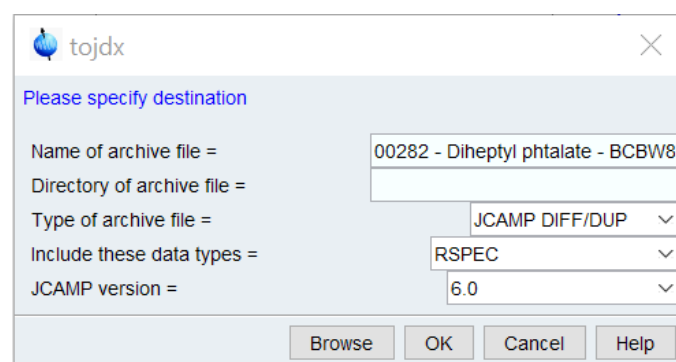 tojdx
Please specify destination
Name of archive file = 00282 - Diheptyl phtalate - BCBW8
Directory of archive file =
Type of archive file = JCAMP DIFF/DUP
Include these data types = RSPEC
JCAMP version = 6.0
Browse OK Cancel Help